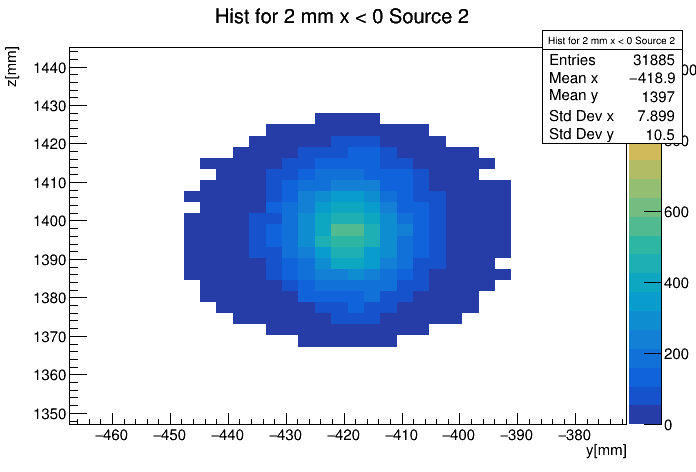 Hist for 2 mm x < 0 Source 2
z[mm]
Hist for 2 mm x < 0 Source 2
Entries 31885
Mean x −418.9
Mean y 1397
Std Dev x 7.899
Std Dev y 10.5
1440
1430
1420
1410
1400
1390
1380
1370
1360
1350
600
400
200
0
−460 −450 −440 −430 −420 −410 −400 −390 −380
y[mm]